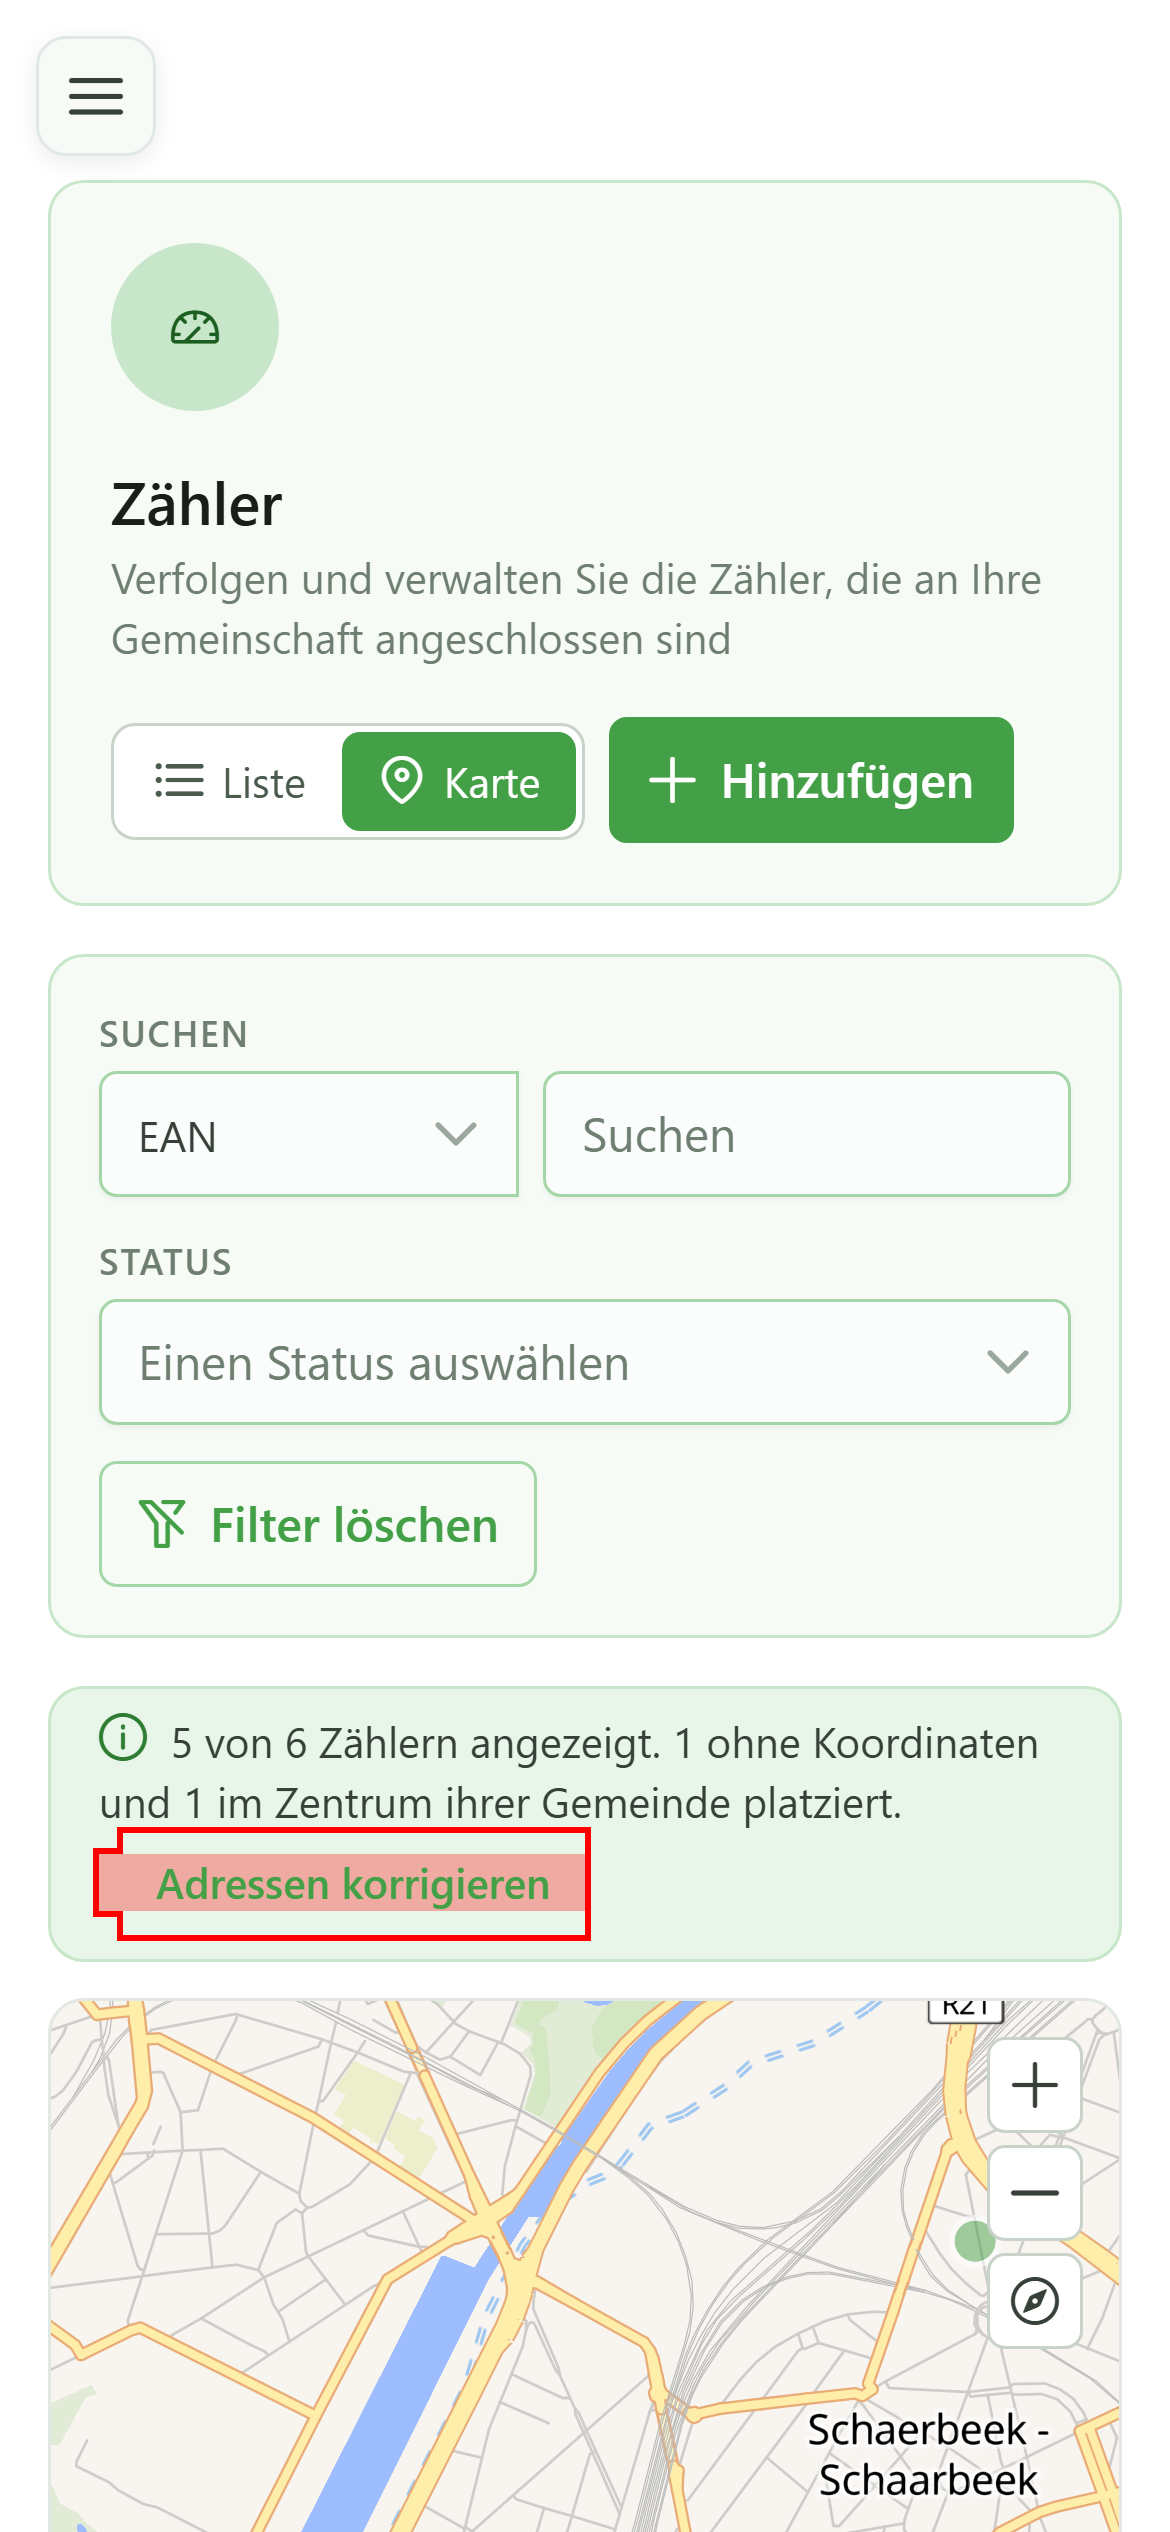 Zähler
Verfolgen und verwalten Sie die Zähler, die an Ihre
Gemeinschaft angeschlossen sind
Liste
Karte
Hinzufügen
SUCHEN
EAN
Suchen
STATUS
Einen Status auswählen
Filter löschen
5 von 6 Zählern angezeigt. 1 ohne Koordinaten
und 1 im Zentrum ihrer Gemeinde platziert.
Adressen korrigieren
R21
Schaerbeek -
Schaarbeek